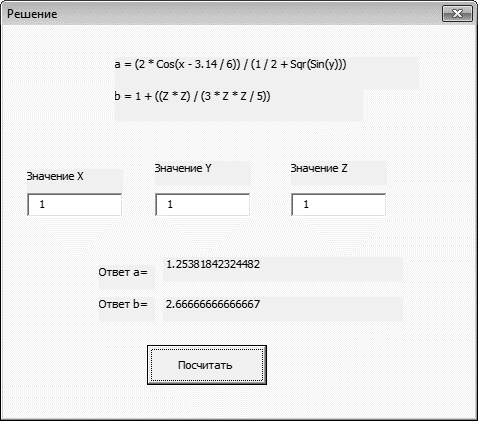 Решение
a = (2 * Cos(x - 3.14 / 6)) / (1 / 2 + Sqr(Sin(y)))
b = 1 + ((Z * Z) / (3 * Z * Z / 5))
Значение X Значение Y Значение Z
1 1 1
Ответ a= 1.25381842324482
Ответ b= 2.66666666666667
Посчитать